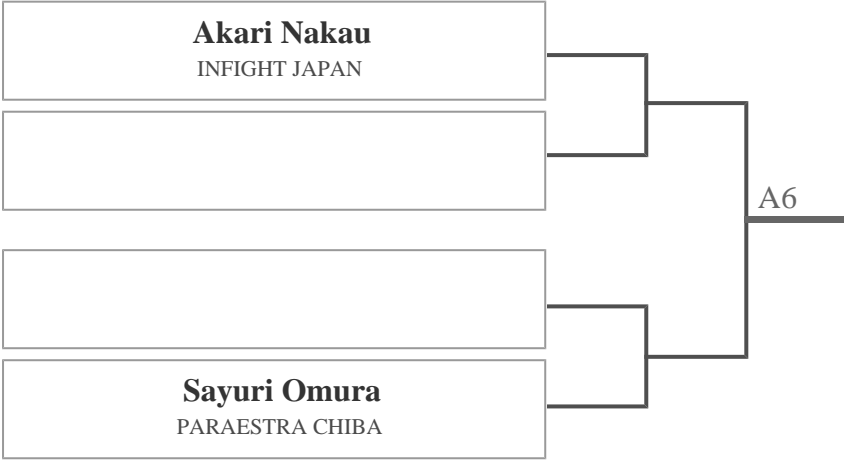 Akari Nakau
INFIGHT JAPAN
A6
Sayuri Omura
PARAESTRA CHIBA